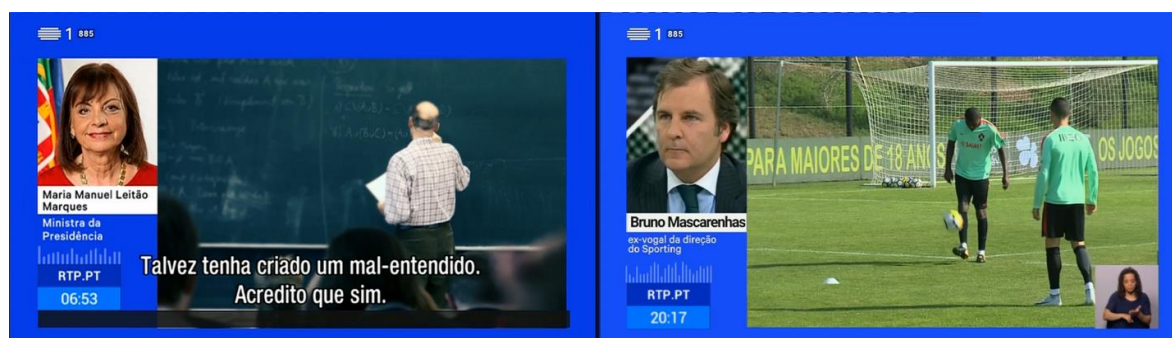 1 885
Maria Manuel Leitão
Marques
Ministra da
Presidência
RTP.PT
06:53
Talvez tenha criado um mal-entendido.
Acredito que sim.
1 885
Bruno Mascarenhas
ex-vogal da direção
do Sporting
RTP.PT
20:17
PARA MAIORES DE 18 ANOS
OS JOGOS